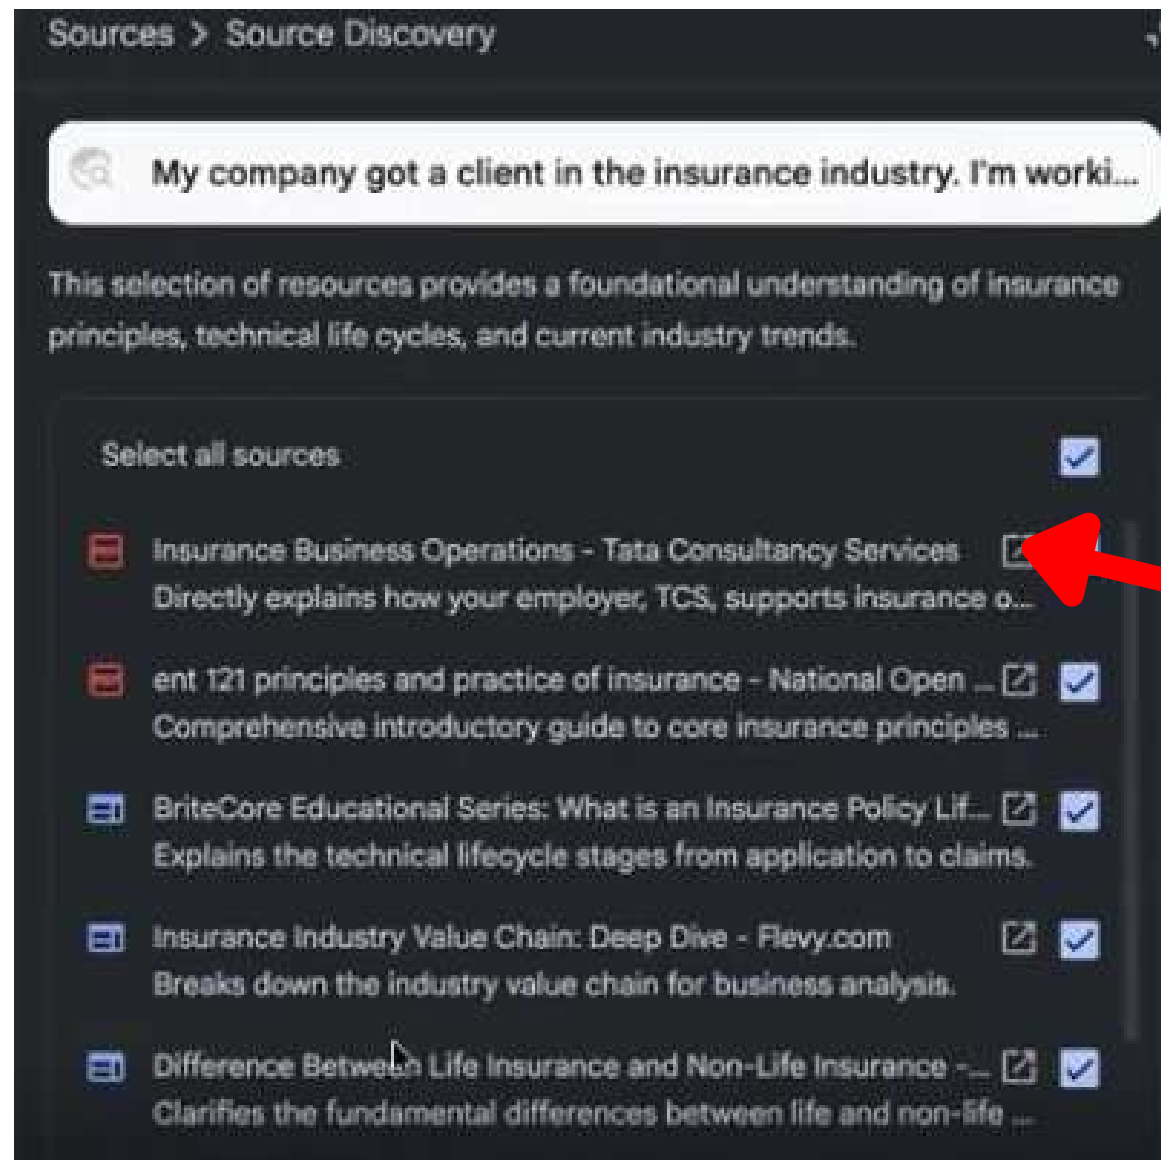 Sources > Source Discovery
My company got a client in the insurance industry. I'm worki...
This selection of resources provides a foundational understanding of insurance
principles, technical life cycles, and current industry trends.
Select all sources
Insurance Business Operations - Tata Consultancy Services
Directly explains how your employer, TCS, supports insurance o...
ent 121 principles and practice of insurance - National Open ...
Comprehensive introductory guide to core insurance principles ...
BriteCore Educational Series: What is an Insurance Policy Lif...
Explains the technical lifecycle stages from application to claims.
Insurance Industry Value Chain: Deep Dive - Flevy.com
Breaks down the industry value chain for business analysis.
Difference Between Life Insurance and Non-Life Insurance -...
Clarifies the fundamental differences between life and non-life ...